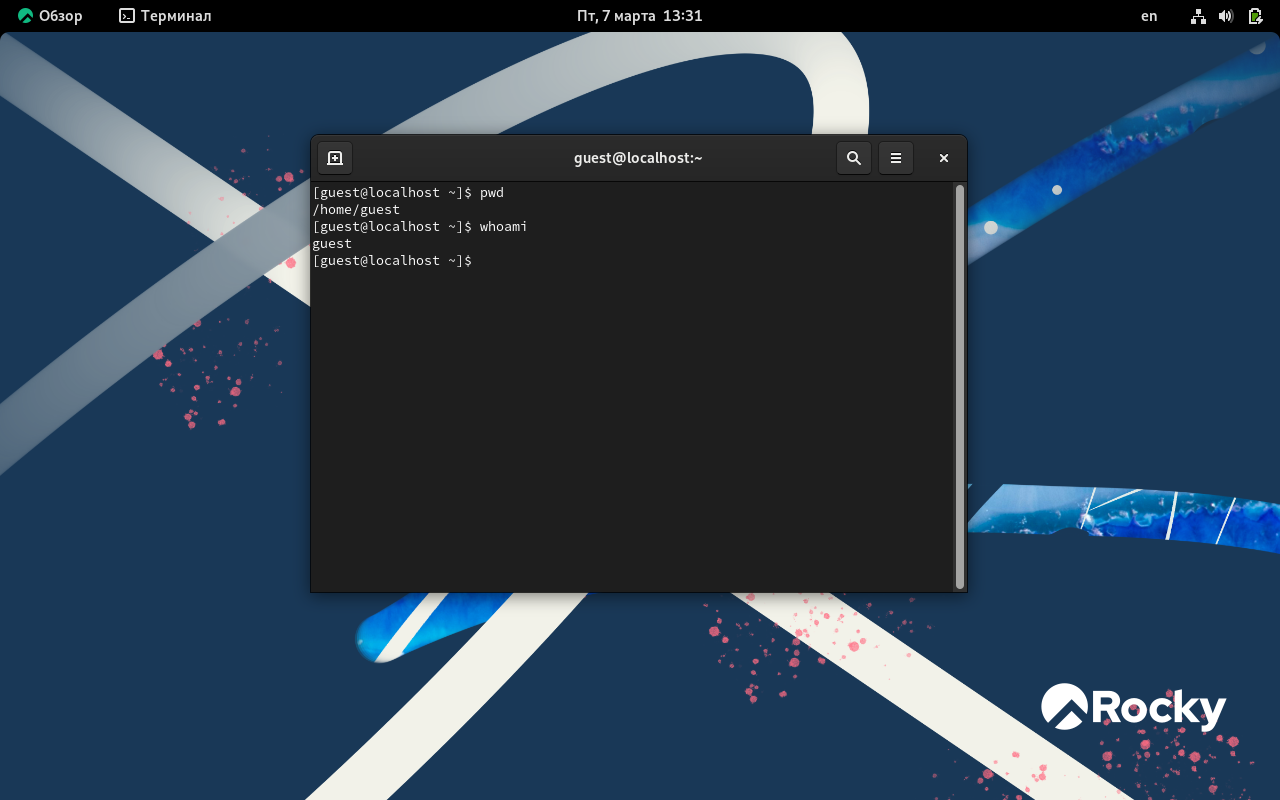 Обзор Терминал Пт, 7 марта 13:31 en
guest@localhost:~
[guest@localhost ~]$ pwd
/home/guest
[guest@localhost ~]$ whoami
guest
[guest@localhost ~]$
Rocky